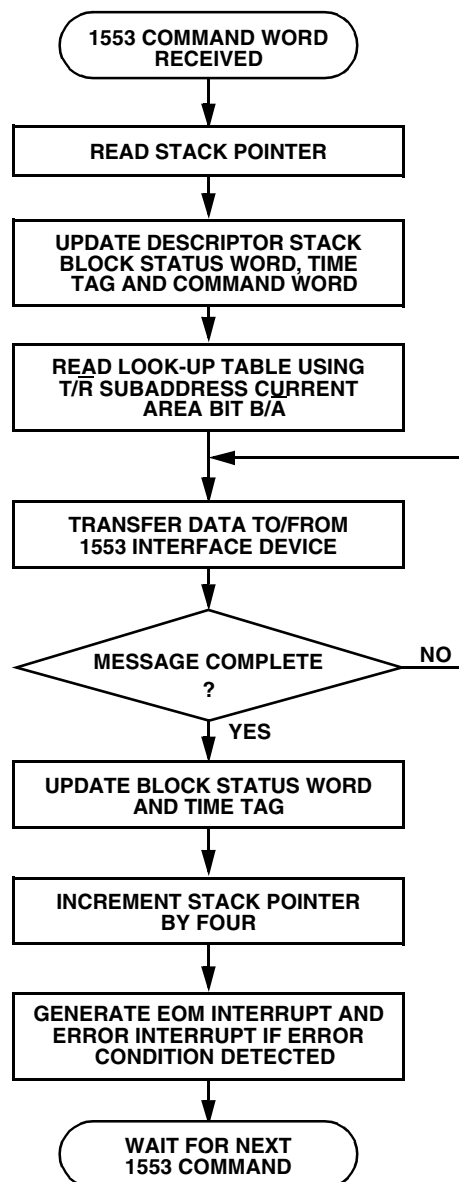 1553 COMMAND WORD
RECEIVED
READ STACK POINTER
UPDATE DESCRIPTOR STACK
BLOCK STATUS WORD, TIME
TAG AND COMMAND WORD
READ LOOK-UP TABLE USING
T/R̅ SUBADDRESS CURRENT
AREA BIT B/A̅
TRANSFER DATA TO/FROM
1553 INTERFACE DEVICE
MESSAGE COMPLETE
?
NO
YES
UPDATE BLOCK STATUS WORD
AND TIME TAG
INCREMENT STACK POINTER
BY FOUR
GENERATE EOM INTERRUPT AND
ERROR INTERRUPT IF ERROR
CONDITION DETECTED
WAIT FOR NEXT
1553 COMMAND